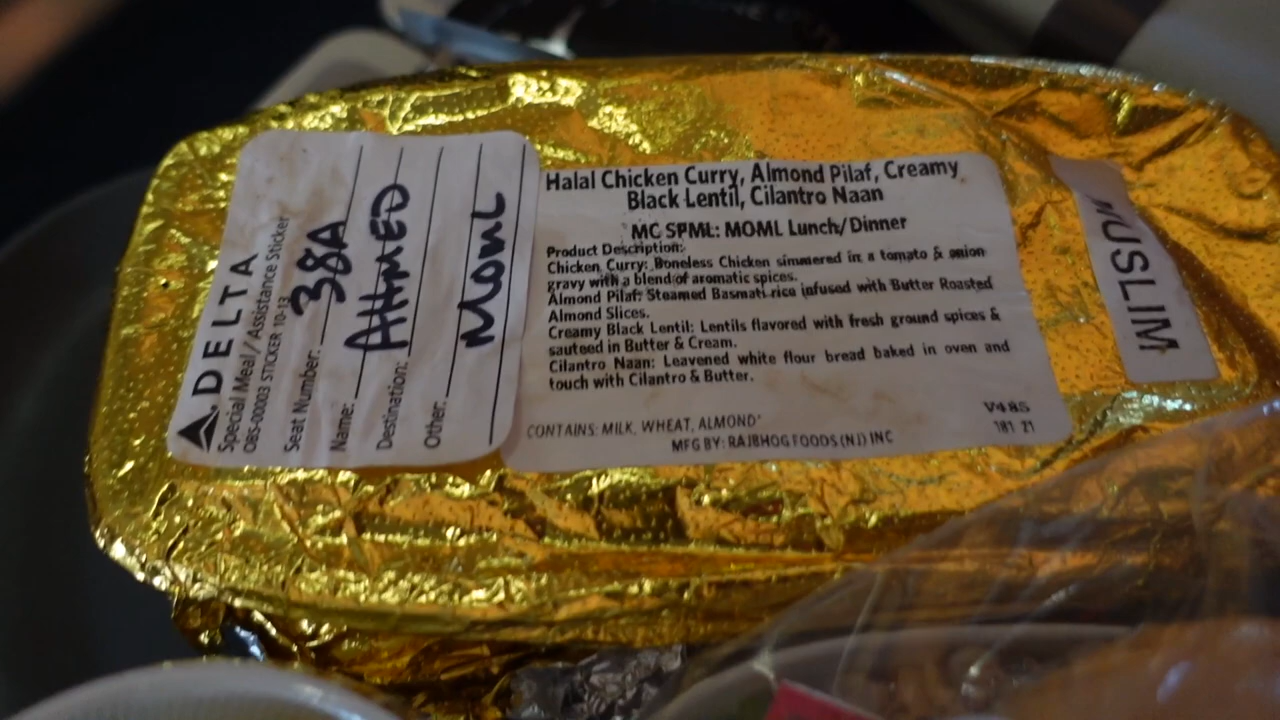 DELTA
Special Meal/Assistance Sticker
OBS-00003 STICKER 10-13
Seat Number: 38A
Name: AHMED
Destination:
Other: MOML
Halal Chicken Curry, Almond Pilaf, Creamy
Black Lentil, Cilantro Naan
MC SPML: MOML Lunch/Dinner
Product Description:
Chicken Curry: Boneless Chicken simmered in a tomato & onion
gravy with a blend of aromatic spices.
Almond Pilaf: Steamed Basmati rice infused with Butter Roasted
Almond Slices.
Creamy Black Lentil: Lentils flavored with fresh ground spices &
sauteed in Butter & Cream.
Cilantro Naan: Leavened white flour bread baked in oven and
touch with Cilantro & Butter.
CONTAINS: MILK, WHEAT, ALMOND
MFG BY: RAJBHOG FOODS (NJ) INC
V485
181 21
MUSLIM